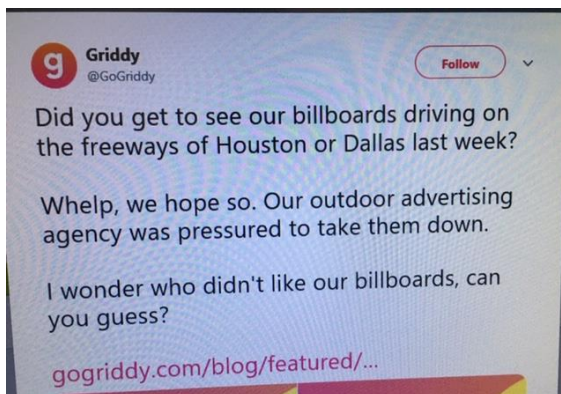 g
Griddy
@GoGriddy
Follow
Did you get to see our billboards driving on
the freeways of Houston or Dallas last week?
Whelp, we hope so. Our outdoor advertising
agency was pressured to take them down.
I wonder who didn't like our billboards, can
you guess?
gogriddy.com/blog/featured/...